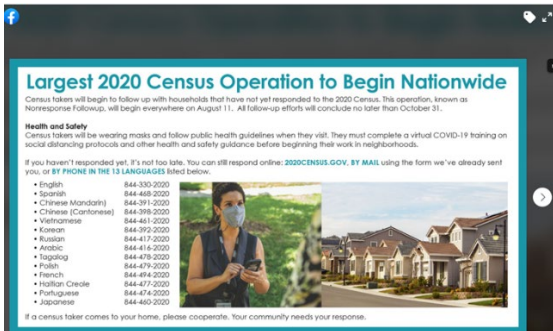 Largest 2020 Census Operation to Begin Nationwide
Census takers will begin to follow up with households that have not yet responded to the 2020 Census. This operation, known as
Nonresponse Followup, will begin everywhere on August 11. All follow-up efforts will conclude no later than October 31.
Health and Safety
Census takers will be wearing masks and follow public health guidelines when they visit. They must complete a virtual COVID-19 training on
social distancing protocols and other health and safety guidance before beginning their work in neighborhoods.
If you haven't responded yet, it's not too late. You can still respond online: 2020CENSUS.GOV, BY MAIL using the form we've already sent
you, or BY PHONE IN THE 13 LANGUAGES listed below.
• English 844-330-2020
• Spanish 844-468-2020
• Chinese Mandarin) 844-391-2020
• Chinese (Cantonese) 844-398-2020
• Vietnamese 844-461-2020
• Korean 844-392-2020
• Russian 844-417-2020
• Arabic 844-416-2020
• Tagalog 844-478-2020
• Polish 844-479-2020
• French 844-494-2020
• Haitian Creole 844-477-2020
• Portuguese 844-474-2020
• Japanese 844-460-2020
If a census taker comes to your home, please cooperate. Your community needs your response.